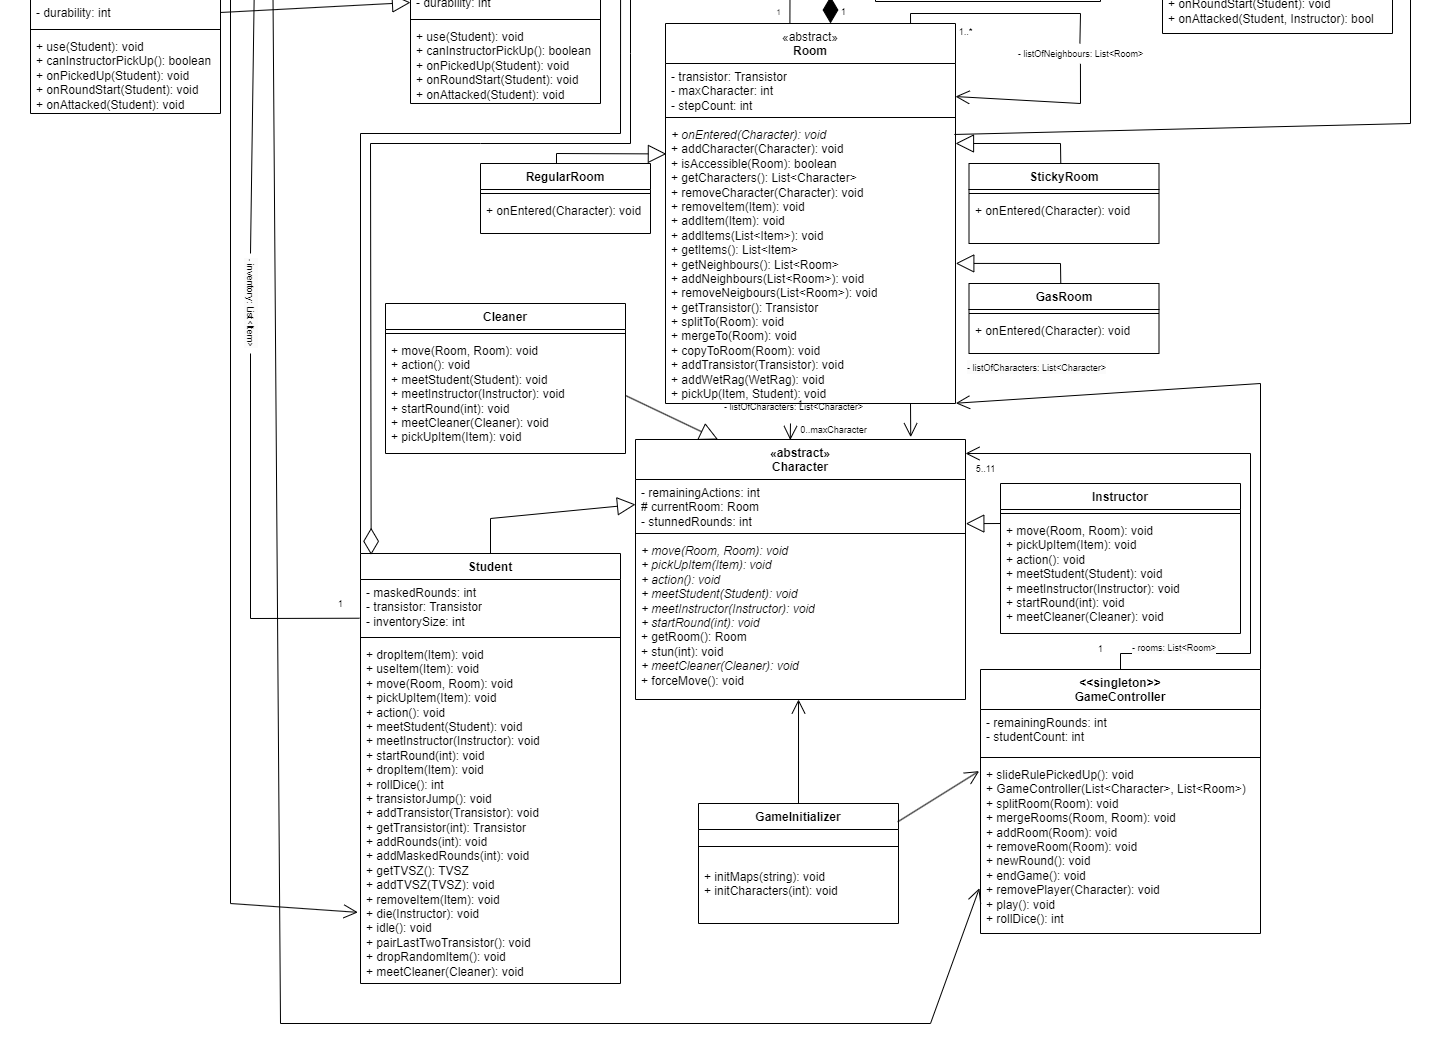 - durability: int
+ use(Student): void
+ canInstructorPickUp(): boolean
+ onPickedUp(Student): void
+ onRoundStart(Student): void
+ onAttacked(Student): void
- durability: int
+ use(Student): void
+ canInstructorPickUp(): boolean
+ onPickedUp(Student): void
+ onRoundStart(Student): void
+ onAttacked(Student): void
1
1
«abstract»
Room
- transistor: Transistor
- maxCharacter: int
- stepCount: int
+ onEntered(Character): void
+ addCharacter(Character): void
+ isAccessible(Room): boolean
+ getCharacters(): List<Character>
+ removeCharacter(Character): void
+ removeItem(Item): void
+ addItem(Item): void
+ addItems(List<Item>): void
+ getItems(): List<Item>
+ getNeighbours(): List<Room>
+ addNeighbours(List<Room>): void
+ removeNeigbours(List<Room>): void
+ getTransistor(): Transistor
+ splitTo(Room): void
+ mergeTo(Room): void
+ copyToRoom(Room): void
+ addTransistor(Transistor): void
+ addWetRag(WetRag): void
+ pickUp(Item, Student): void
1..*
- listOfNeighbours: List<Room>
+ onRoundStart(Student): void
+ onAttacked(Student, Instructor): bool
RegularRoom
+ onEntered(Character): void
StickyRoom
+ onEntered(Character): void
GasRoom
+ onEntered(Character): void
- inventory: List<Item>
Cleaner
+ move(Room, Room): void
+ action(): void
+ meetStudent(Student): void
+ meetInstructor(Instructor): void
+ startRound(int): void
+ meetCleaner(Cleaner): void
+ pickUpItem(Item): void
- listOfCharacters: List<Character>
- listOfCharacters: List<Character>
0..maxCharacter
«abstract»
Character
- remainingActions: int
# currentRoom: Room
- stunnedRounds: int
+ move(Room, Room): void
+ pickUpItem(Item): void
+ action(): void
+ meetStudent(Student): void
+ meetInstructor(Instructor): void
+ startRound(int): void
+ getRoom(): Room
+ stun(int): void
+ meetCleaner(Cleaner): void
+ forceMove(): void
5..11
Instructor
+ move(Room, Room): void
+ pickUpItem(Item): void
+ action(): void
+ meetStudent(Student): void
+ meetInstructor(Instructor): void
+ startRound(int): void
+ meetCleaner(Cleaner): void
1
Student
- maskedRounds: int
- transistor: Transistor
- inventorySize: int
+ dropItem(Item): void
+ useItem(Item): void
+ move(Room, Room): void
+ pickUpItem(Item): void
+ action(): void
+ meetStudent(Student): void
+ meetInstructor(Instructor): void
+ startRound(int): void
+ dropItem(Item): void
+ rollDice(): int
+ transistorJump(): void
+ addTransistor(Transistor): void
+ getTransistor(int): Transistor
+ addRounds(int): void
+ addMaskedRounds(int): void
+ getTVSZ(): TVSZ
+ addTVSZ(TVSZ): void
+ removeItem(Item): void
+ die(Instructor): void
+ idle(): void
+ pairLastTwoTransistor(): void
+ dropRandomItem(): void
+ meetCleaner(Cleaner): void
1
- rooms: List<Room>
<<singleton>>
GameController
- remainingRounds: int
- studentCount: int
+ slideRulePickedUp(): void
+ GameController(List<Character>, List<Room>)
+ splitRoom(Room): void
+ mergeRooms(Room, Room): void
+ addRoom(Room): void
+ removeRoom(Room): void
+ newRound(): void
+ endGame(): void
+ removePlayer(Character): void
+ play(): void
+ rollDice(): int
GameInitializer
+ initMaps(string): void
+ initCharacters(int): void